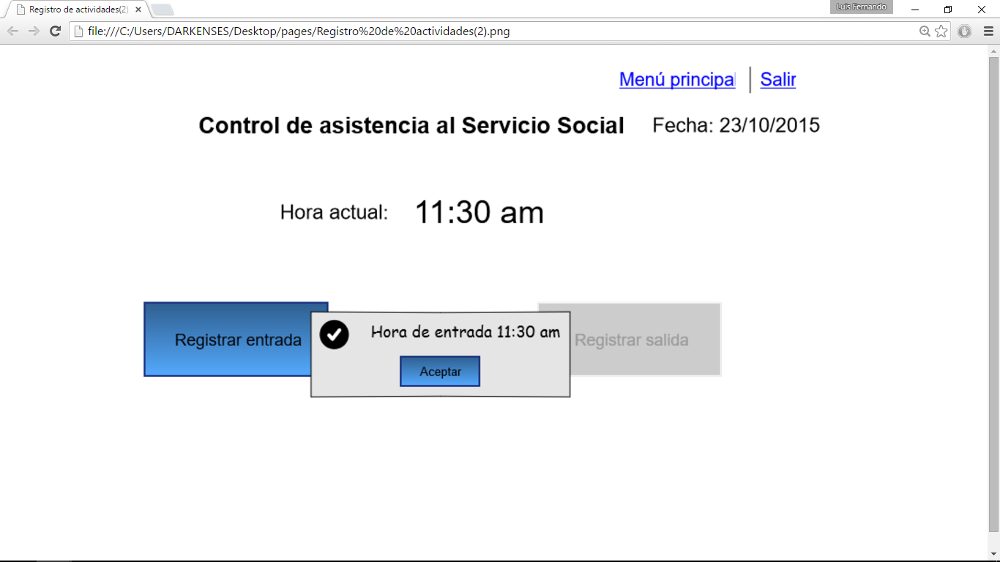 Registro de actividades(2)
Luis Fernando
file:///C:/Users/DARKENSES/Desktop/pages/Registro%20de%20actividades(2).png
Menú principa
Salir
Control de asistencia al Servicio Social
Fecha: 23/10/2015
Hora actual:
11:30 am
Registrar entrada
Hora de entrada 11:30 am
Aceptar
Registrar salida